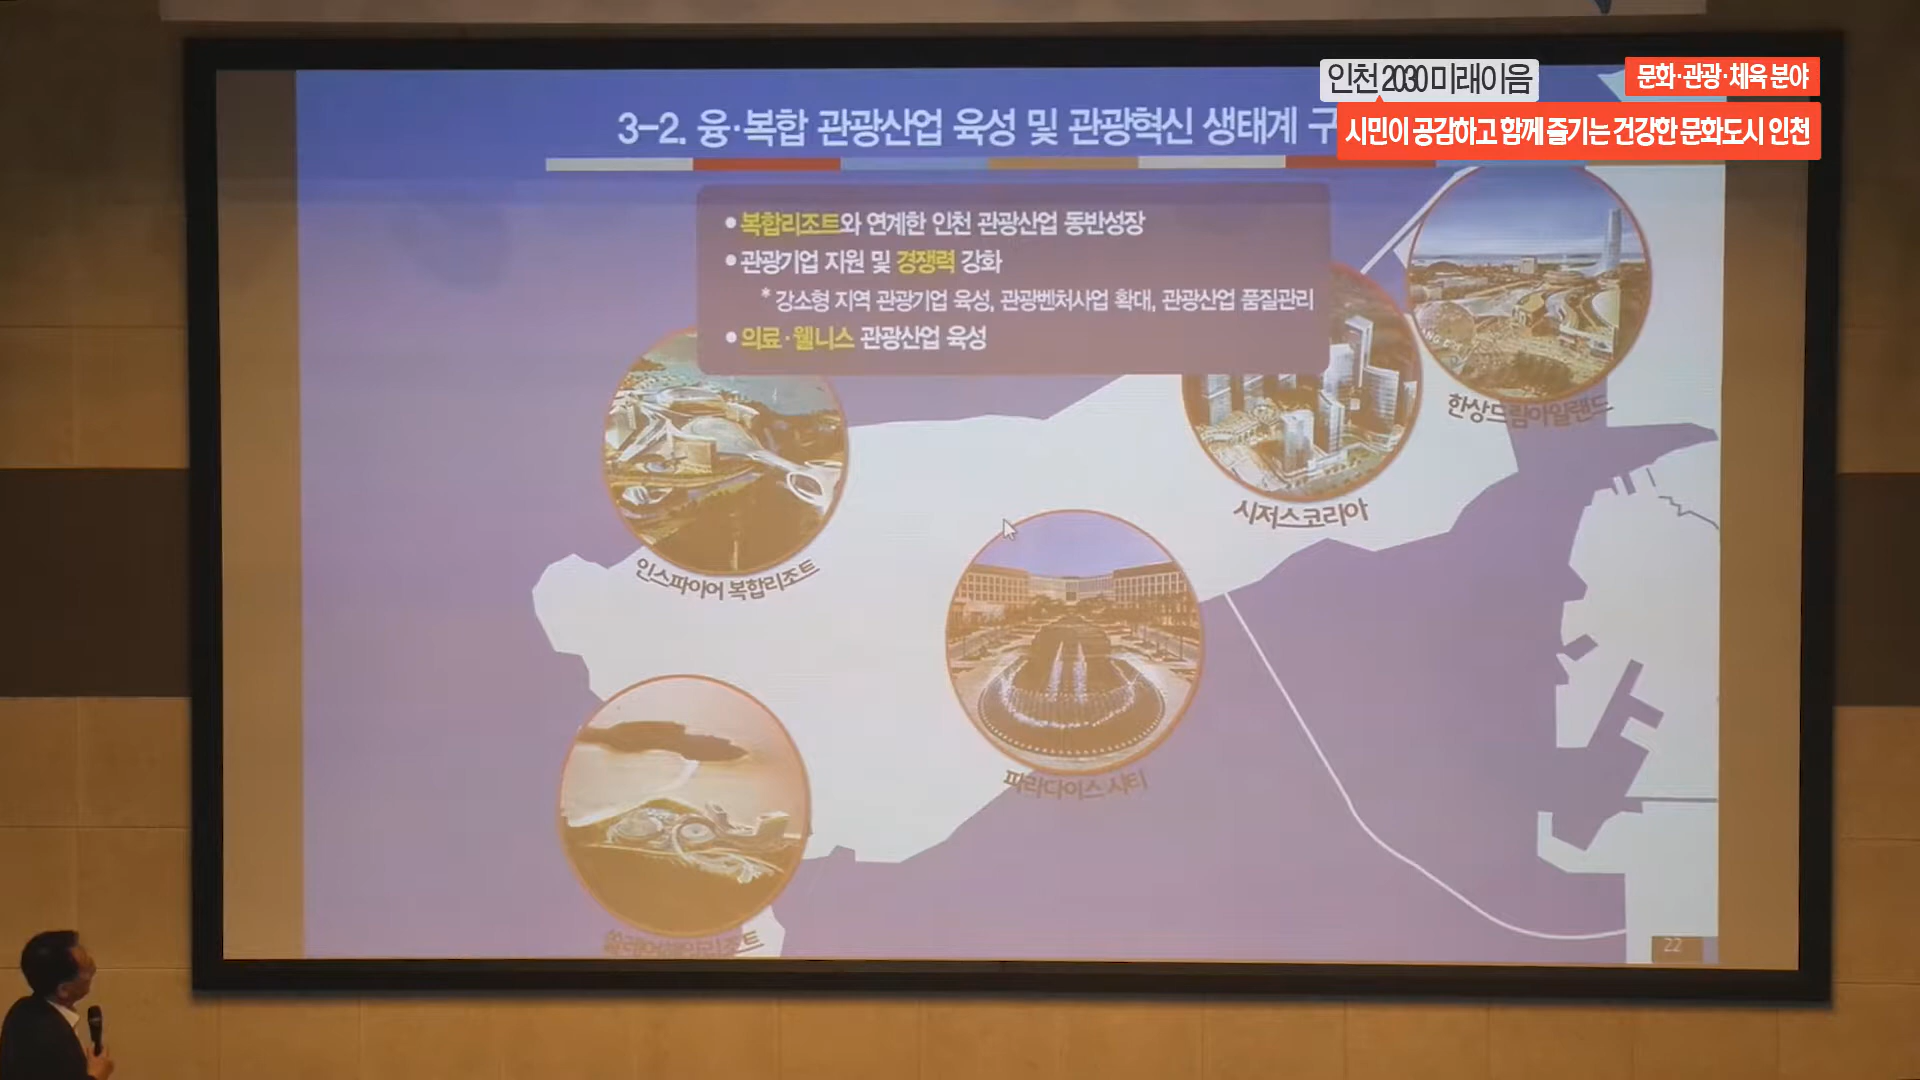 인천 2030 미래이음
문화·관광·체육 분야
시민이 공감하고 함께 즐기는 건강한 문화도시 인천
3-2. 융·복합 관광산업 육성 및 관광혁신 생태계 구
•복합리조트와 연계한 인천 관광산업 동반성장
•관광기업 지원 및 경쟁력 강화
* 강소형 지역 관광기업 육성, 관광벤처사업 확대, 관광산업 품질관리
•의료·웰니스 관광산업 육성
한상드림아일랜드
시저스코리아
인스파이어 복합리조트
파라다이스 시티
22